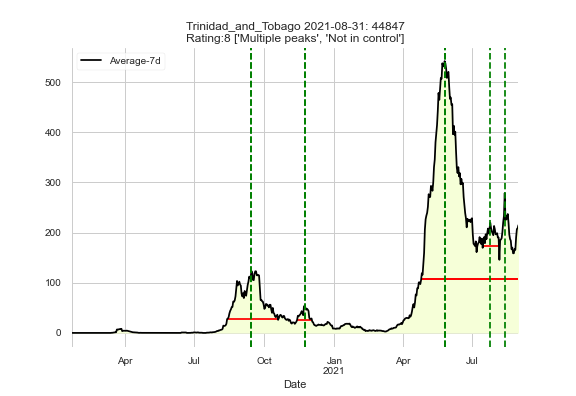 Trinidad_and_Tobago 2021-08-31: 44847
Rating:8 ['Multiple peaks', 'Not in control']
Average-7d
500
400
300
200
100
0
Apr
Jul
Oct
Jan
2021
Apr
Jul
Date